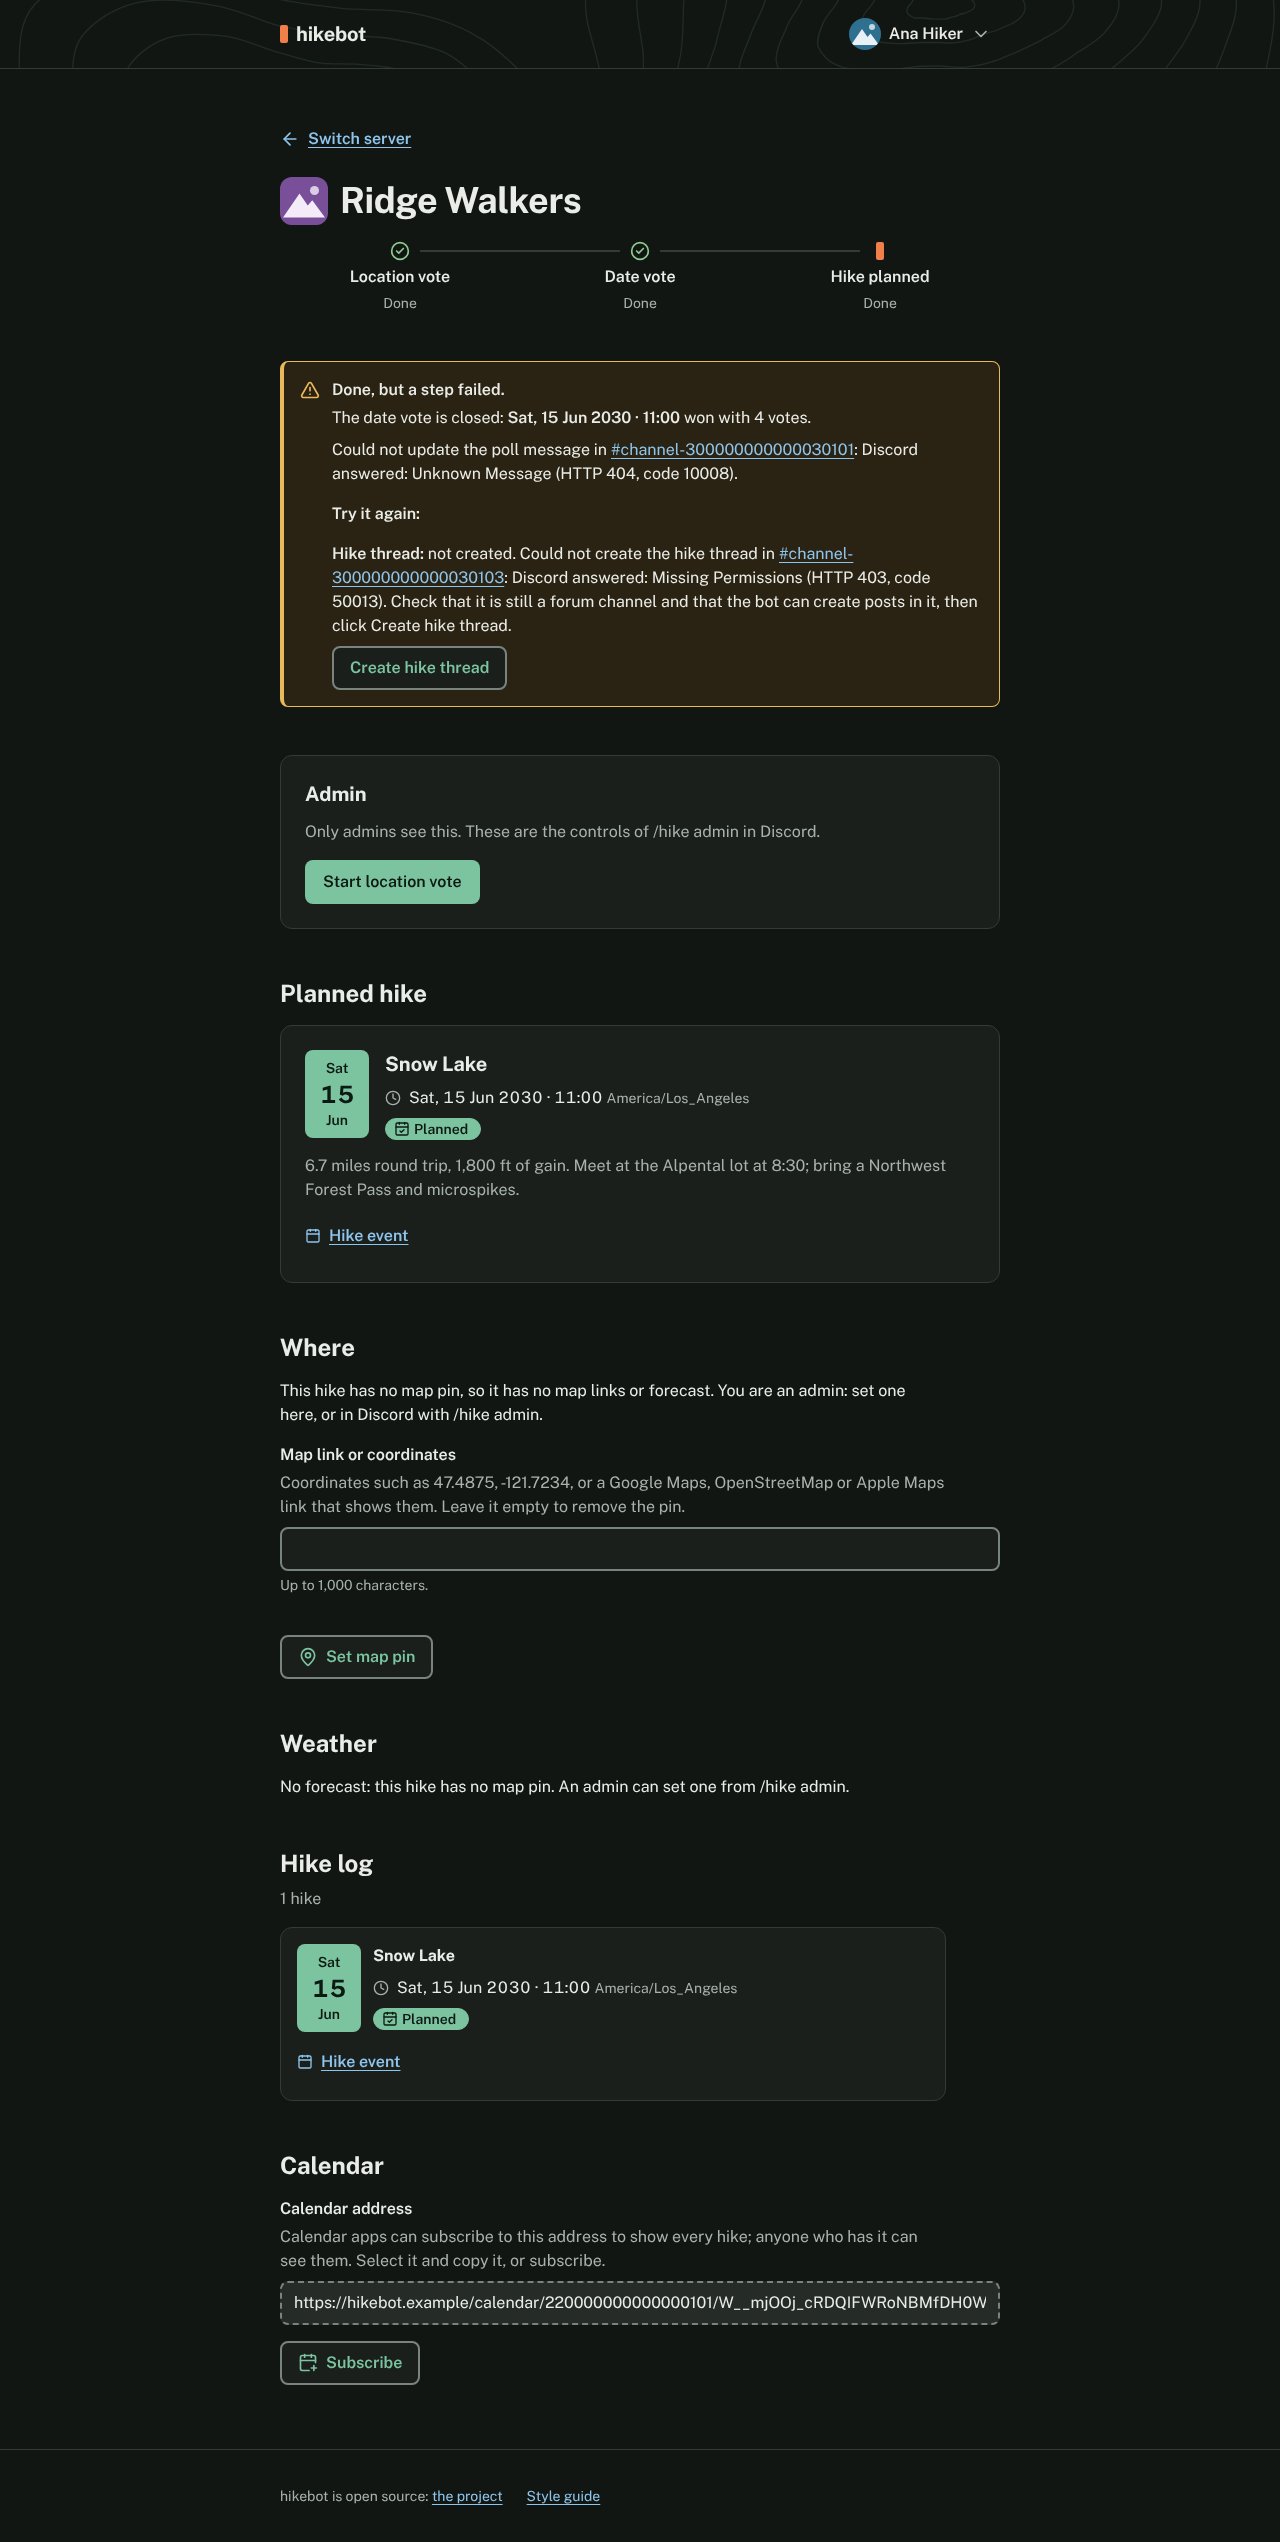 hikebot
Ana Hiker
Switch server
Ridge Walkers
Location vote
Done
Date vote
Done
Hike planned
Done
Done, but a step failed.
The date vote is closed: Sat, 15 Jun 2030 · 11:00 won with 4 votes.
Could not update the poll message in #channel-300000000000030101: Discord
answered: Unknown Message (HTTP 404, code 10008).
Try it again:
Hike thread: not created. Could not create the hike thread in #channel-
300000000000030103: Discord answered: Missing Permissions (HTTP 403, code
50013). Check that it is still a forum channel and that the bot can create posts in it, then
click Create hike thread.
Create hike thread
Admin
Only admins see this. These are the controls of /hike admin in Discord.
Start location vote
Planned hike
Sat
15
Jun
Snow Lake
Sat, 15 Jun 2030 · 11:00 America/Los_Angeles
Planned
6.7 miles round trip, 1,800 ft of gain. Meet at the Alpental lot at 8:30; bring a Northwest
Forest Pass and microspikes.
Hike event
Where
This hike has no map pin, so it has no map links or forecast. You are an admin: set one
here, or in Discord with /hike admin.
Map link or coordinates
Coordinates such as 47.4875, -121.7234, or a Google Maps, OpenStreetMap or Apple Maps
link that shows them. Leave it empty to remove the pin.
Up to 1,000 characters.
Set map pin
Weather
No forecast: this hike has no map pin. An admin can set one from /hike admin.
Hike log
1 hike
Sat
15
Jun
Snow Lake
Sat, 15 Jun 2030 · 11:00 America/Los_Angeles
Planned
Hike event
Calendar
Calendar address
Calendar apps can subscribe to this address to show every hike; anyone who has it can
see them. Select it and copy it, or subscribe.
https://hikebot.example/calendar/220000000000000101/W__mjOOj_cRDQIFWRoNBMfDH0W
Subscribe
hikebot is open source: the project
Style guide